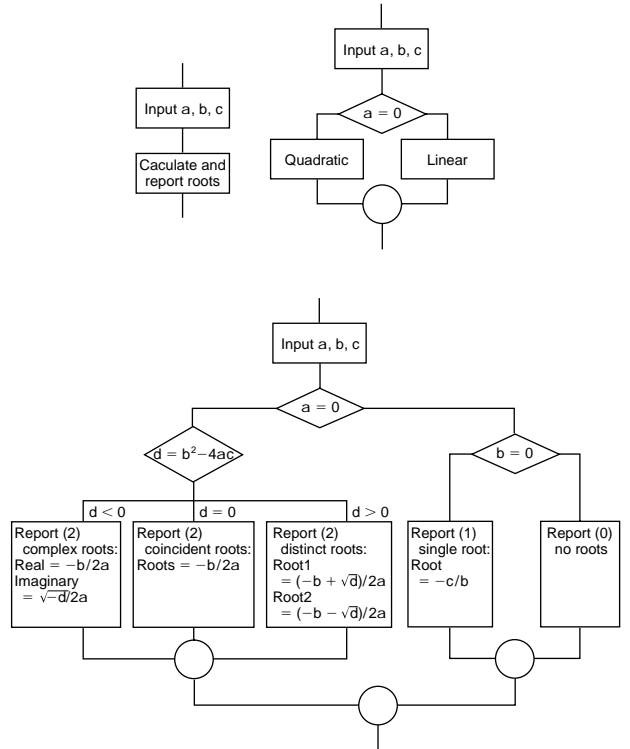 Input a, b, c
Caculate and
report roots
Input a, b, c
a = 0
Quadratic
Linear
Input a, b, c
a = 0
d = b²−4ac
b = 0
d < 0
d = 0
d > 0
Report (2)
complex roots:
Real = −b/2a
Imaginary
= √−d/2a
Report (2)
coincident roots:
Roots = −b/2a
Report (2)
distinct roots:
Root1
= (−b + √d)/2a
Root2
= (−b − √d)/2a
Report (1)
single root:
Root
= −c/b
Report (0)
no roots